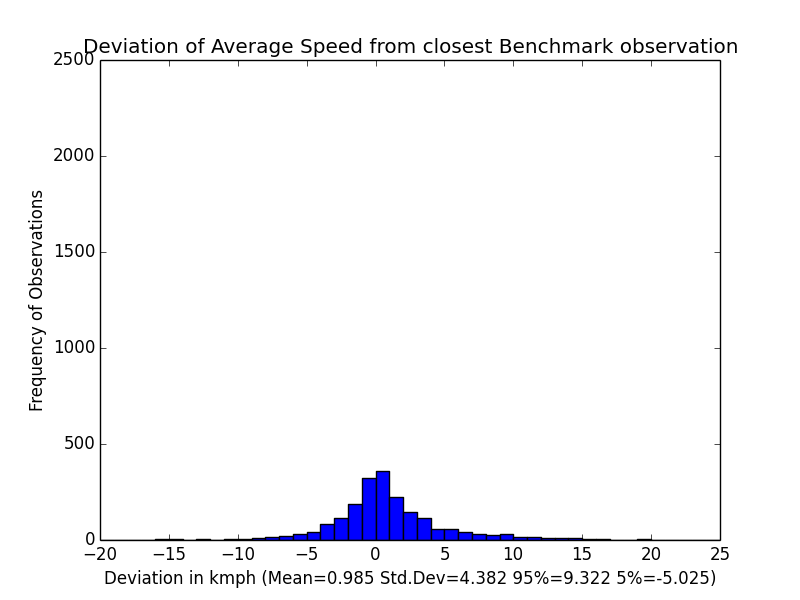 Deviation of Average Speed from closest Benchmark observation
2500
2000
1500
1000
500
0
Frequency of Observations
−20 −15 −10 −5 0 5 10 15 20 25
Deviation in kmph (Mean=0.985 Std.Dev=4.382 95%=9.322 5%=-5.025)